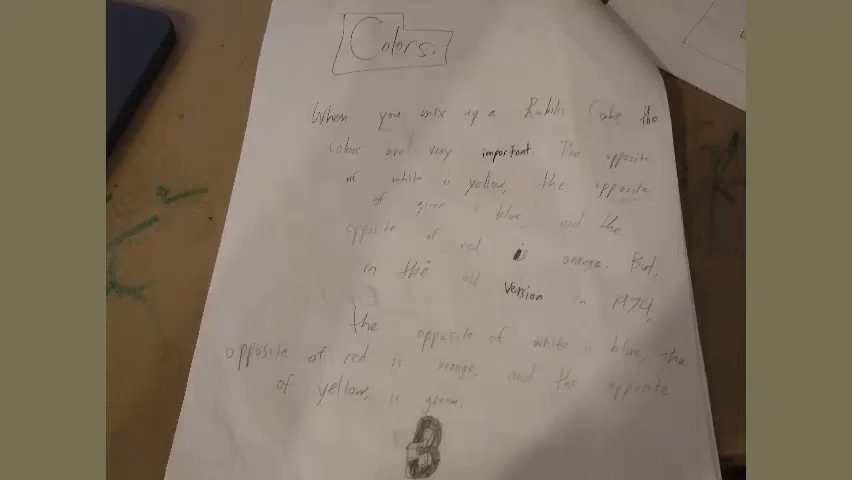 Colors:
When you mix up a Rubik's Cube, the
colors are very important. The opposite
of white is yellow, the opposite
of green is blue, and the
opposite of red is orange. But,
in the old version in 1974,
the opposite of white is blue, the
opposite of red is orange, and the opposite
of yellow, is green.
3